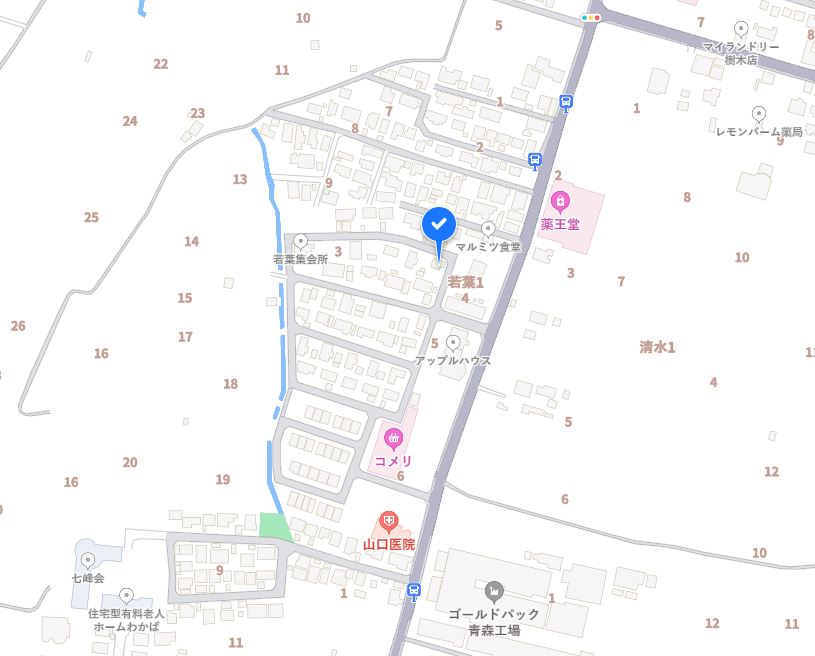 10
5
7
マイランドリー
樹木店
8
22
11
1
1
レモンバーム薬局
9
24
23
7
8
2
2
8
13
9
薬王堂
25
14
マルミツ食堂
10
若葉集会所
3
3
7
若葉1
4
15
26
16
17
5
アップルハウス
清水1
11
18
4
5
コメリ
20
16
19
6
12
6
山口医院
10
七峰会
9
住宅型有料老人
ホームわかば
1
ゴールドパック
青森工場
1
11
12
11